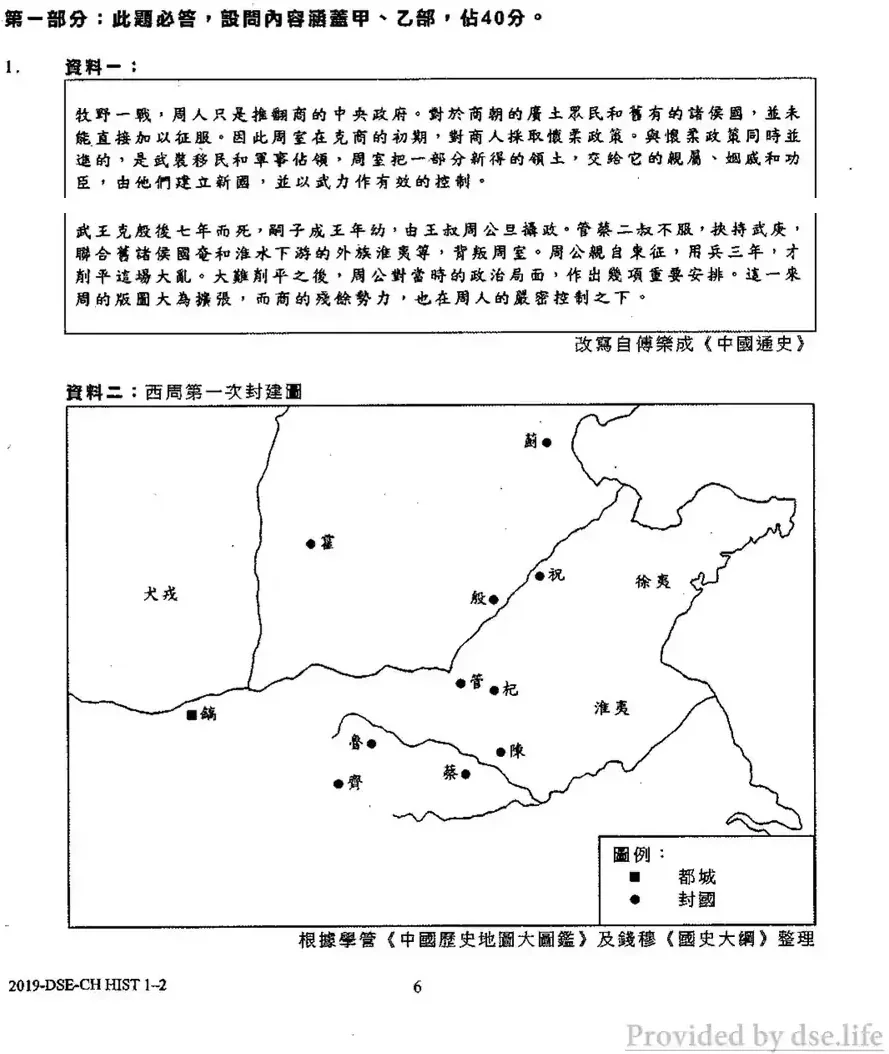 第一部分：此題必答，設問內容涵蓋甲、乙部，佔40分。
1. 資料一：
牧野一戰，周人只是推翻商的中央政府。對於商朝的廣土眾民和舊有的諸侯國，並未
能直接加以征服。因此周室在克商的初期，對商人採取懷柔政策。與懷柔政策同時並
進的，是武裝移民和軍事佔領，周室把一部分新得的領土，交給它的親屬、姻戚和功
臣，由他們建立新國，並以武力作有效的控制。
武王克殷後七年而死，嗣子成王年幼，由王叔周公旦攝政。管蔡二叔不服，挾持武庚，
聯合舊諸侯國奄和淮水下游的外族淮夷等，背叛周室。周公親自東征，用兵三年，才
削平這場大亂。大難削平之後，周公對當時的政治局面，作出幾項重要安排。這一來
周的版圖大為擴張，而商的殘餘勢力，也在周人的嚴密控制之下。
改寫自傅樂成《中國通史》
資料二：西周第一次封建圖
薊
霍
犬戎
祝
徐夷
殷
管
杞
淮夷
鎬
魯
陳
蔡
齊
圖例：
都城
封國
根據學管《中國歷史地圖大圖鑑》及錢穆《國史大綱》整理
2019-DSE-CH HIST 1–2
6
Provided by dse.life